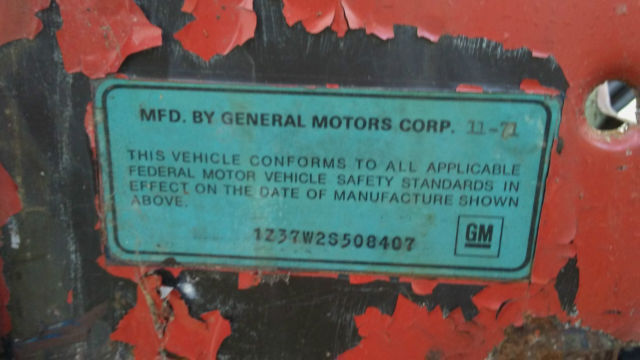 MFD. BY GENERAL MOTORS CORP. 11-71
THIS VEHICLE CONFORMS TO ALL APPLICABLE
FEDERAL MOTOR VEHICLE SAFETY STANDARDS IN
EFFECT ON THE DATE OF MANUFACTURE SHOWN
ABOVE.
1Z37W2S508407
GM